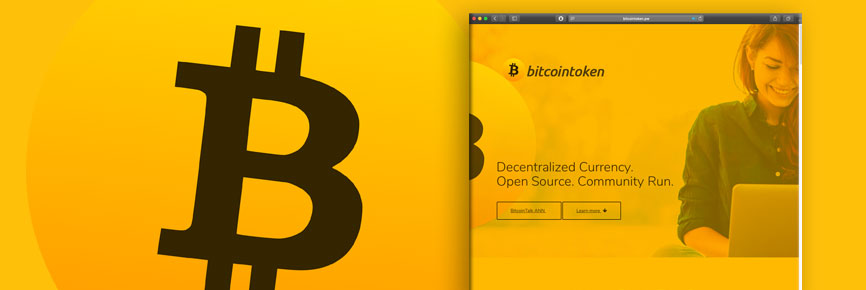 bitcointoken.pw
bitcointoken
Decentralized Currency.
Open Source. Community Run.
BitcoinTalk ANN
Learn more